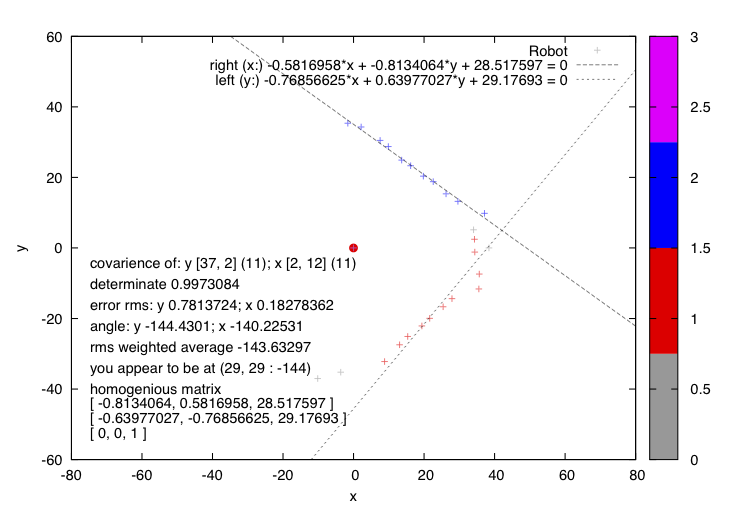 Robot
right (x:) -0.5816958*x + -0.8134064*y + 28.517597 = 0
left (y:) -0.76856625*x + 0.63977027*y + 29.17693 = 0
60
40
20
0
-20
-40
-60
y
covarience of: y [37, 2] (11); x [2, 12] (11)
determinate 0.9973084
error rms: y 0.7813724; x 0.18278362
angle: y -144.4301; x -140.22531
rms weighted average -143.63297
you appear to be at (29, 29 : -144)
homogenious matrix
[ -0.8134064, 0.5816958, 28.517597 ]
[ -0.63977027, -0.76856625, 29.17693 ]
[ 0, 0, 1 ]
-80 -60 -40 -20 0 20 40 60 80
x
3
2.5
2
1.5
1
0.5
0